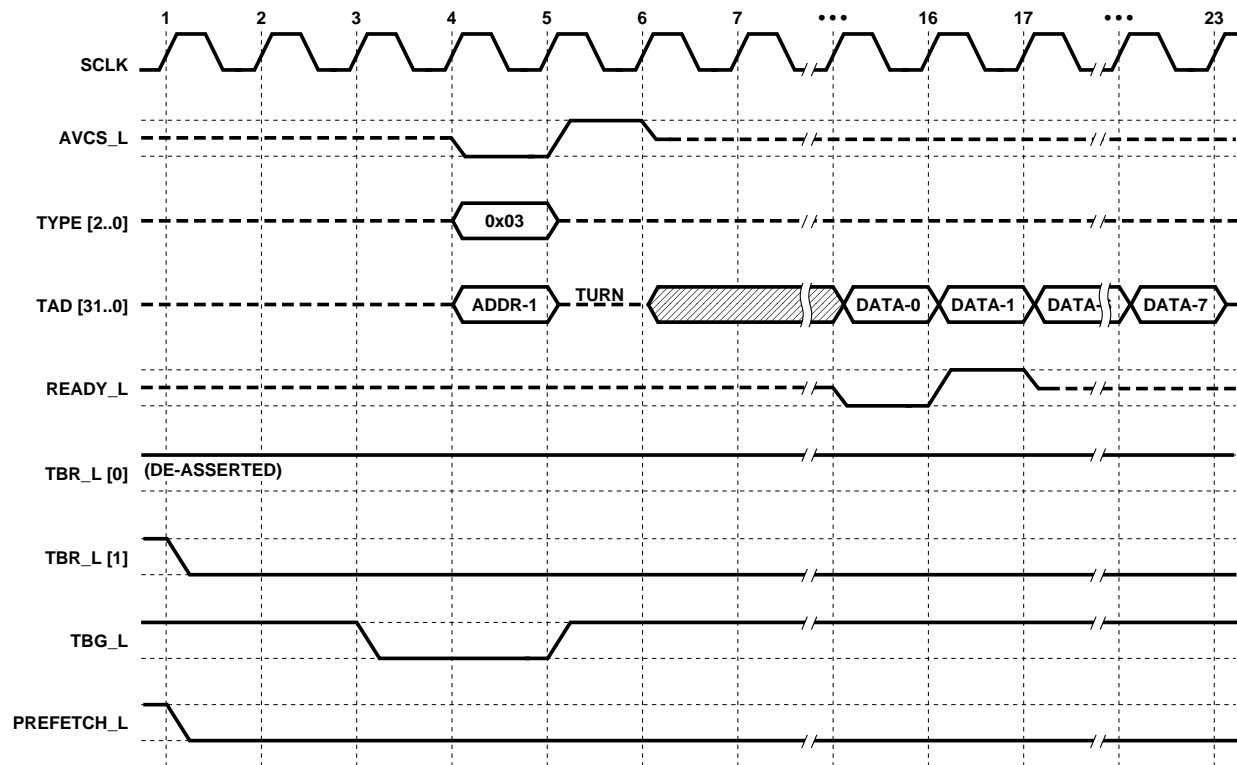 1 2 3 4 5 6 7 ••• 16 17 ••• 23
SCLK
AVCS_L
TYPE [2..0] 0x03
TAD [31..0] ADDR-1 TURN DATA-0 DATA-1 DATA- DATA-7
READY_L
TBR_L [0] (DE-ASSERTED)
TBR_L [1]
TBG_L
PREFETCH_L